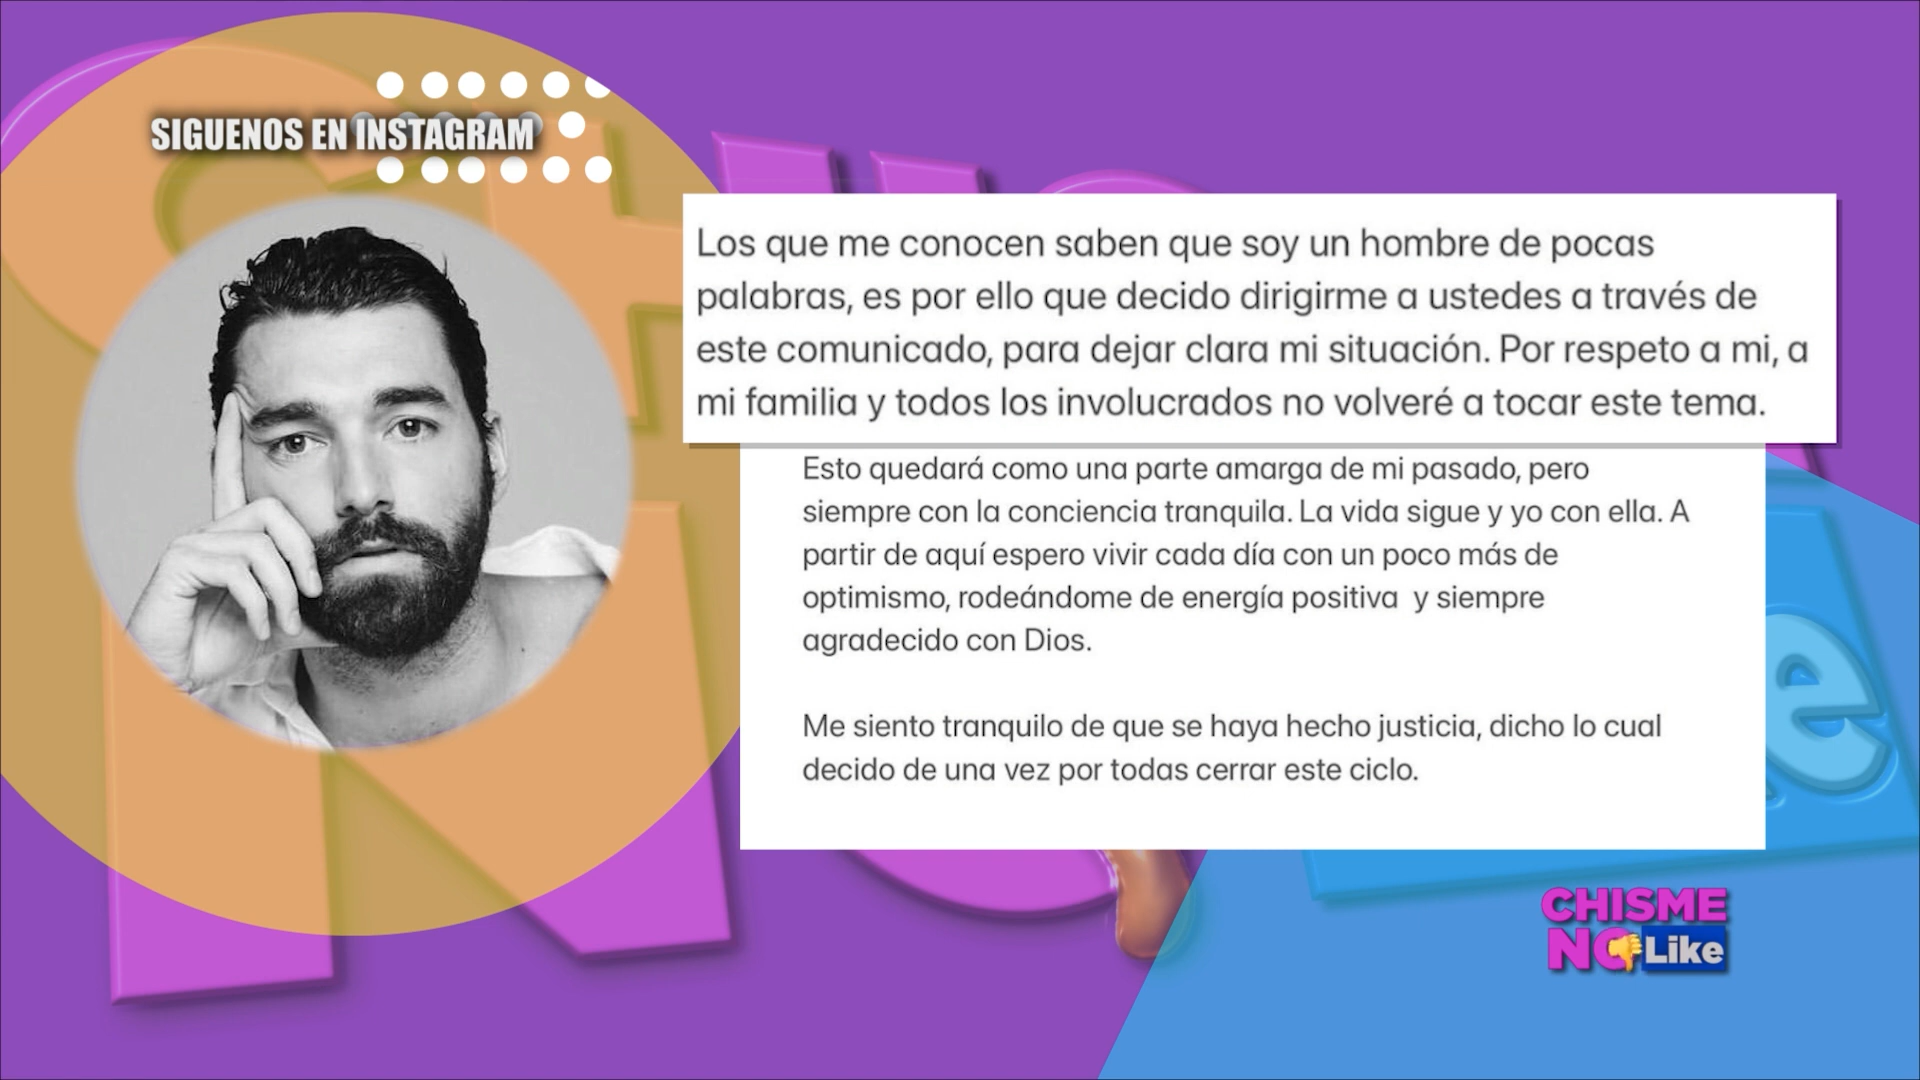 SIGUENOS EN INSTAGRAM
Los que me conocen saben que soy un hombre de pocas
palabras, es por ello que decido dirigirme a ustedes a través de
este comunicado, para dejar clara mi situación. Por respeto a mi, a
mi familia y todos los involucrados no volveré a tocar este tema.
Esto quedará como una parte amarga de mi pasado, pero
siempre con la conciencia tranquila. La vida sigue y yo con ella. A
partir de aquí espero vivir cada día con un poco más de
optimismo, rodeándome de energía positiva  y siempre
agradecido con Dios.
Me siento tranquilo de que se haya hecho justicia, dicho lo cual
decido de una vez por todas cerrar este ciclo.
CHISME
NO Like